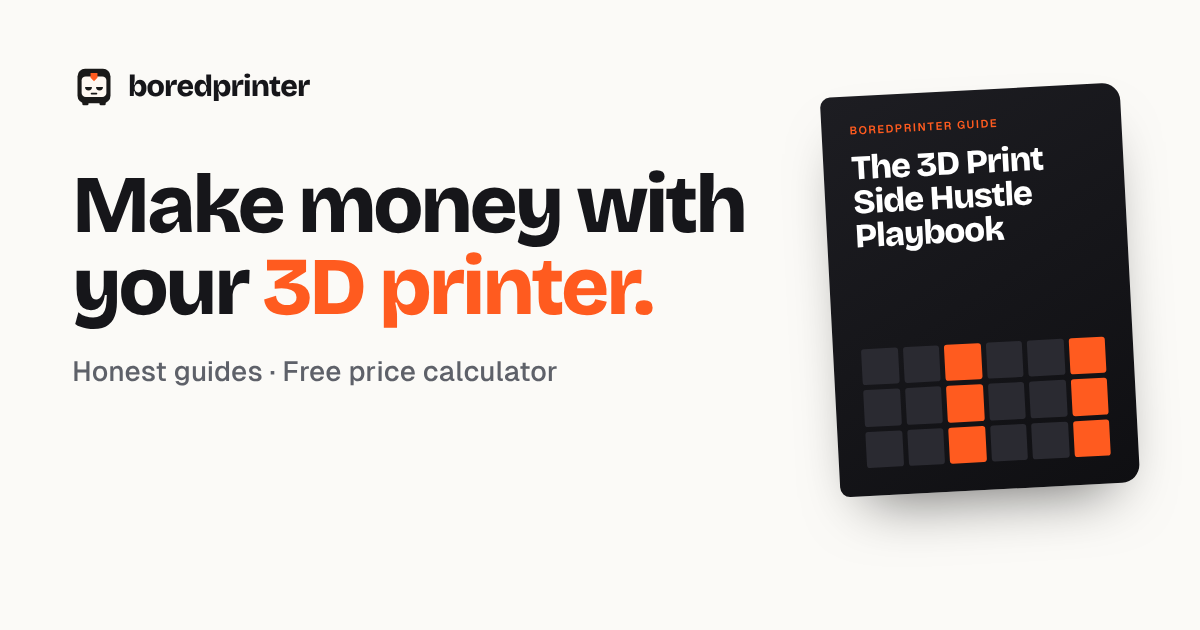 boredprinter
Make money with
your 3D printer.
Honest guides · Free price calculator
BOREDPRINTER GUIDE
The 3D Print
Side Hustle
Playbook